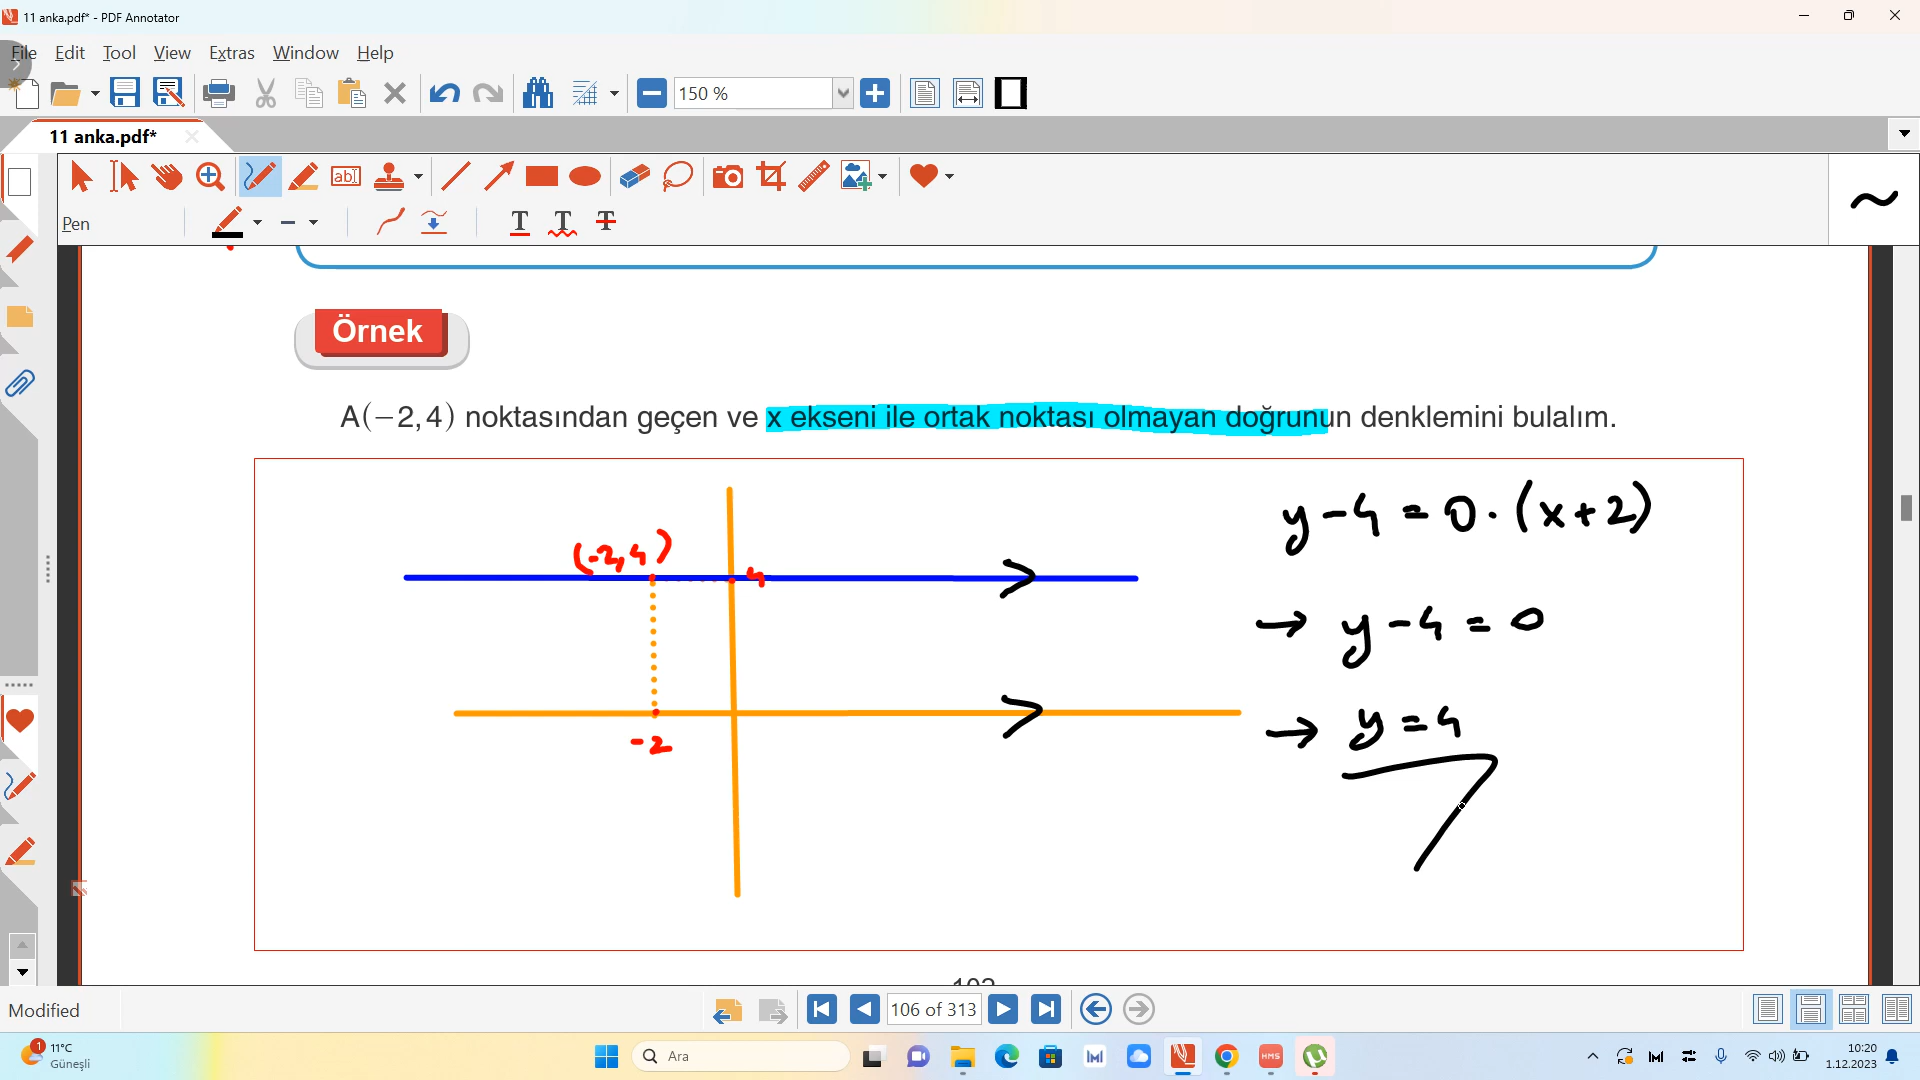 11 anka.pdf* - PDF Annotator
File Edit Tool View Extras Window Help
150 %
11 anka.pdf*
Pen
Örnek
A(−2, 4) noktasından geçen ve x ekseni ile ortak noktası olmayan doğrunun denklemini bulalım.
y-4 = 0·(x+2)
(-2,4)
4
→ y-4 = 0
→ y = 4
-2
Modified
106 of 313
1
11°C
Güneşli
Ara
HMS
10:20
1.12.2023